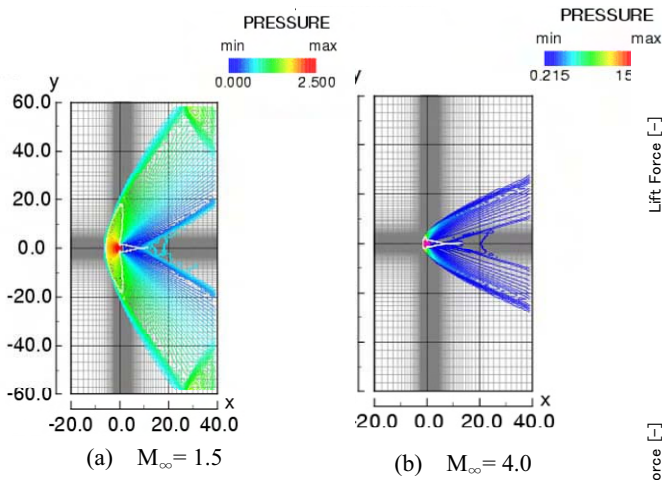 PRESSURE
min max
0.000 2.500
y
60.0
40.0
20.0
0.0
-20.0
-40.0
-60.0
x
-20.0 0.0 20.0 40.0
(a) M∞= 1.5
PRESSURE
min max
0.215 15
y
x
-20.0 0.0 20.0 40.0
(b) M∞= 4.0
Lift Force [-]
orce [-]